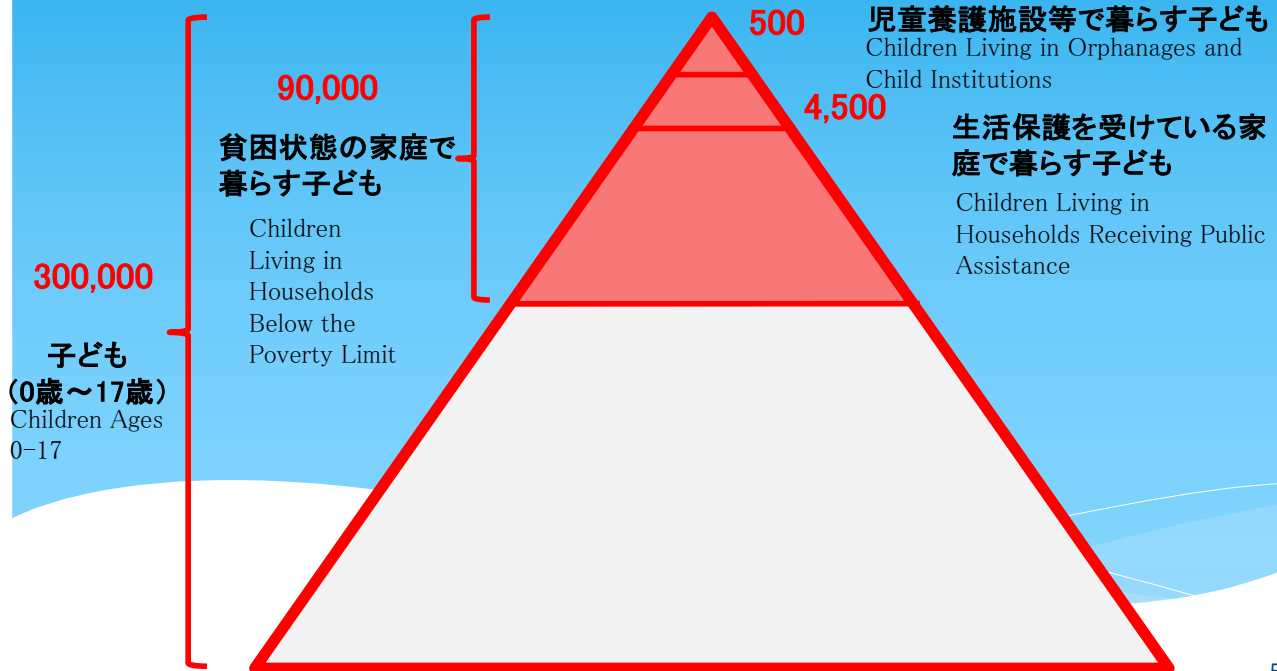 500
児童養護施設等で暮らす子ども
Children Living in Orphanages and
Child Institutions
90,000
貧困状態の家庭で
暮らす子ども
Children
Living in
Households
Below the
Poverty Limit
4,500
生活保護を受けている家
庭で暮らす子ども
Children Living in
Households Receiving Public
Assistance
300,000
子ども
(0歳～17歳)
Children Ages
0-17